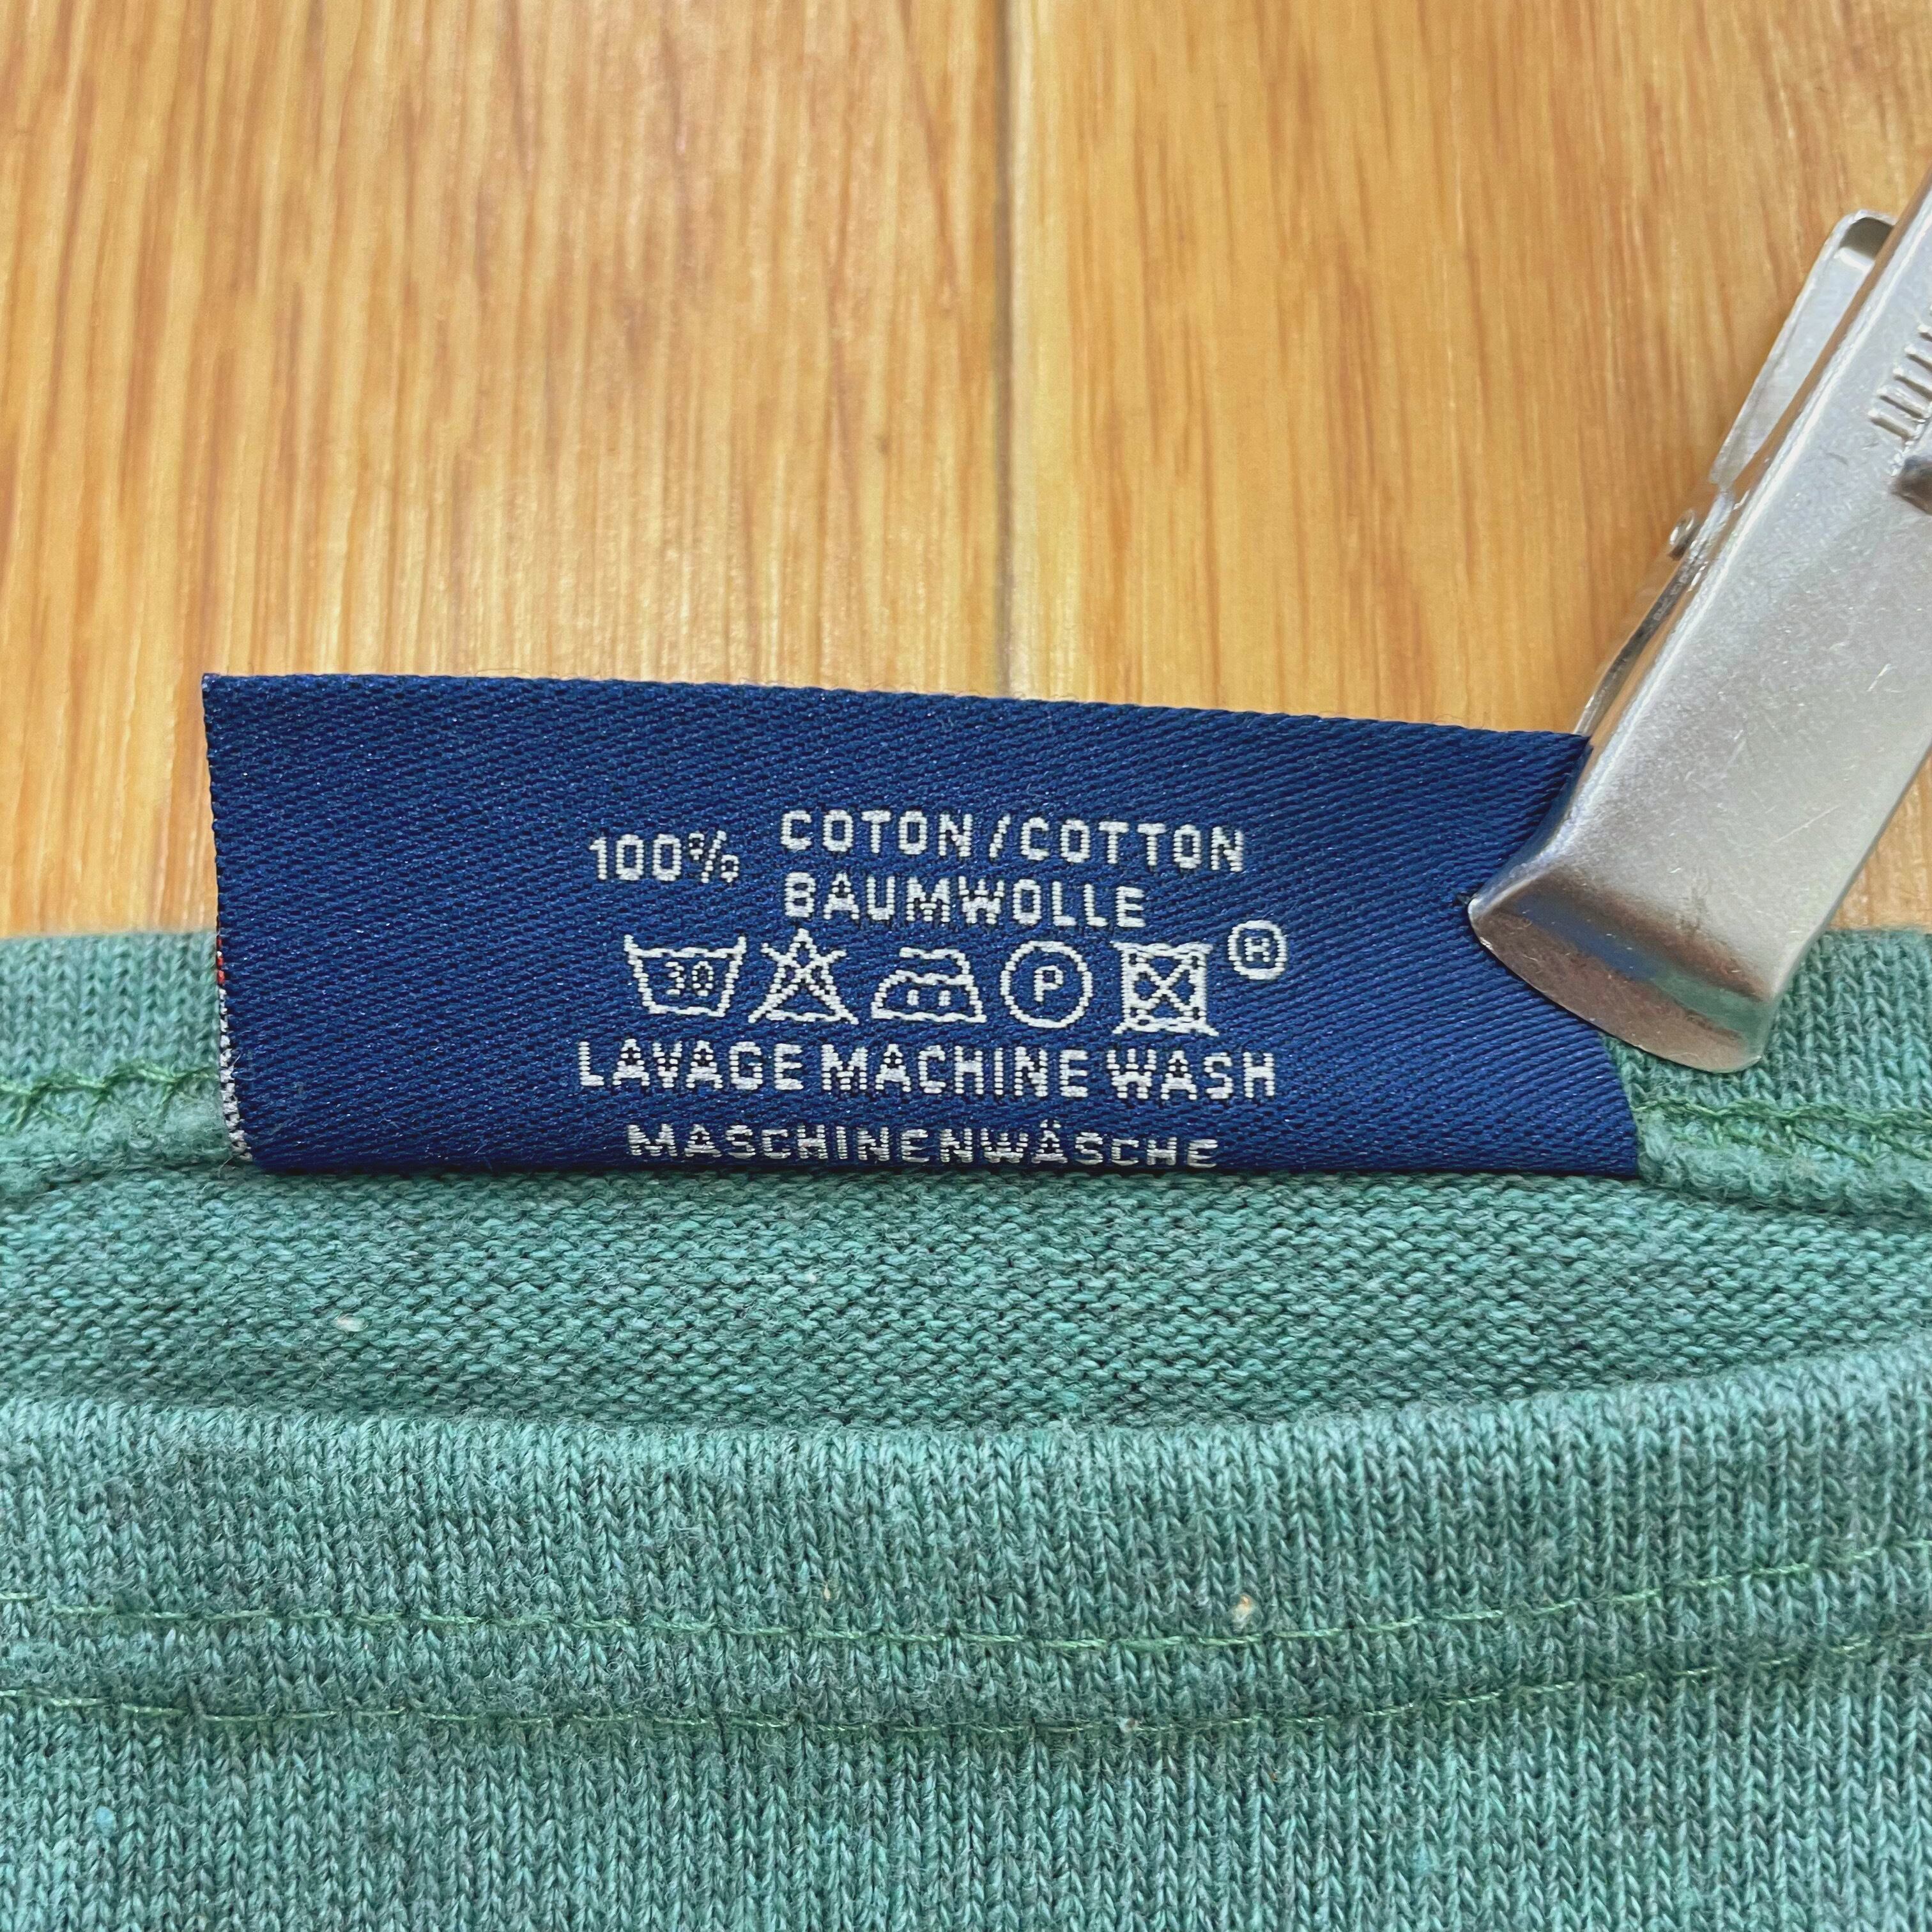 100% COTON/COTTON
BAUMWOLLE
30 P ®
LAVAGE MACHINE WASH
MASCHINENWÄSCHE